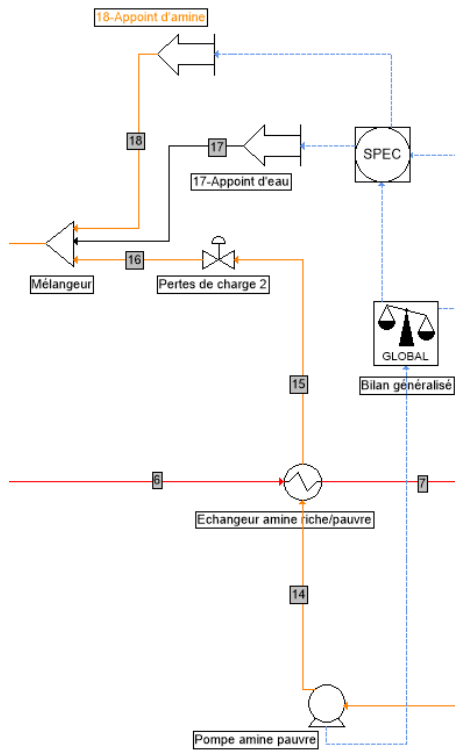 18-Appoint d'amine
18
17
SPEC
17-Appoint d'eau
16
Mélangeur
Pertes de charge 2
GLOBAL
Bilan généralisé
15
6
7
Echangeur amine riche/pauvre
14
Pompe amine pauvre